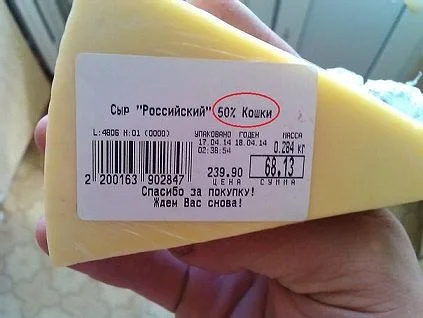 Сыр "Российский" 50% Кошки
L:4806 H:01 (0000) УПАКОВАНО ГОДЕН МАССА
17.04.14 18.04.14 0.284 кг
02:36:54
239.90 68.13
ЦЕНА СУММА
2 200163 902847
Спасибо за покупку!
Ждем Вас снова!